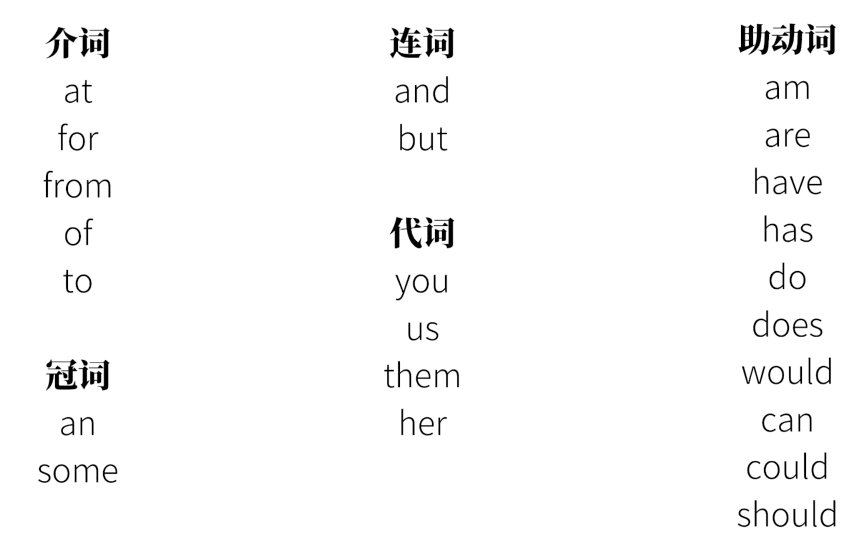 介词
at
for
from
of
to
冠词
an
some
连词
and
but
代词
you
us
them
her
助动词
am
are
have
has
do
does
would
can
could
should